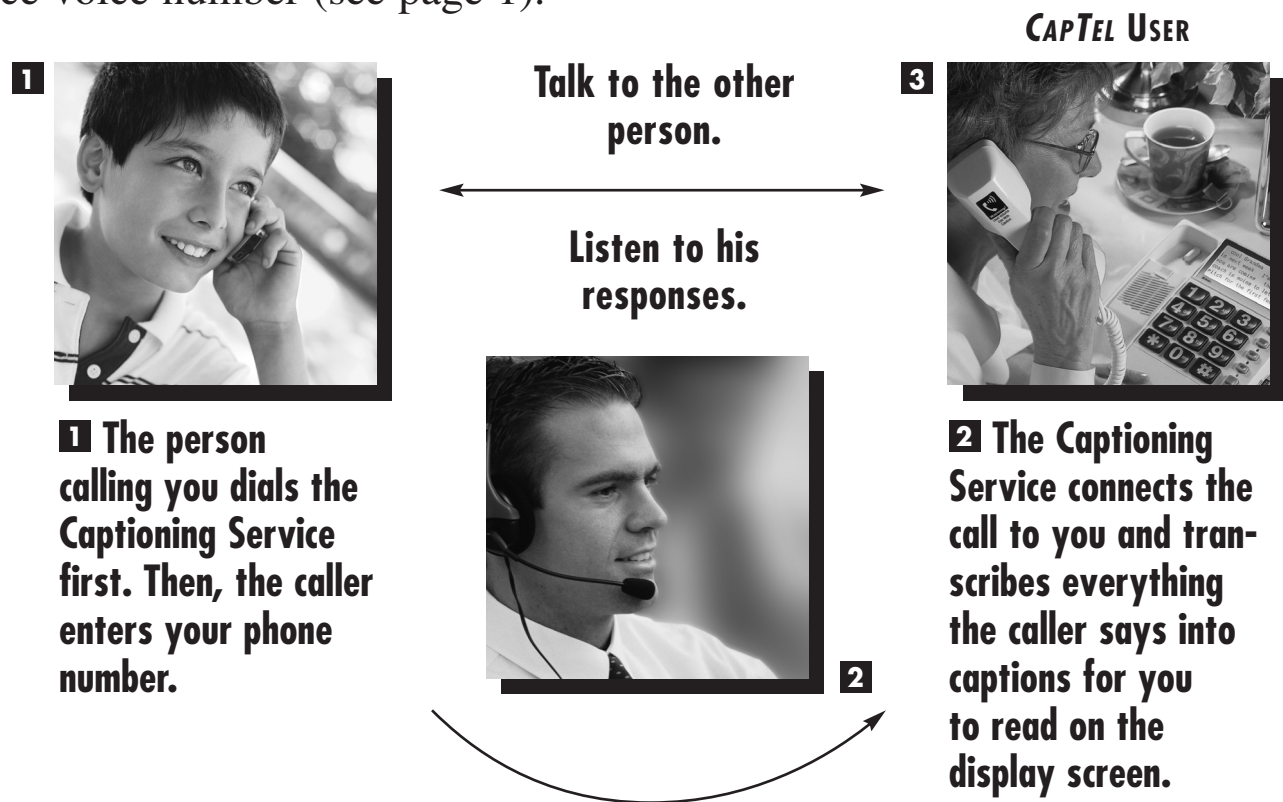 ce voice number (see page 1).
CAPTEL USER
1
3
Talk to the other
person.
Listen to his
responses.
2
1 The person
calling you dials the
Captioning Service
first. Then, the caller
enters your phone
number.
2 The Captioning
Service connects the
call to you and tran-
scribes everything
the caller says into
captions for you
to read on the
display screen.